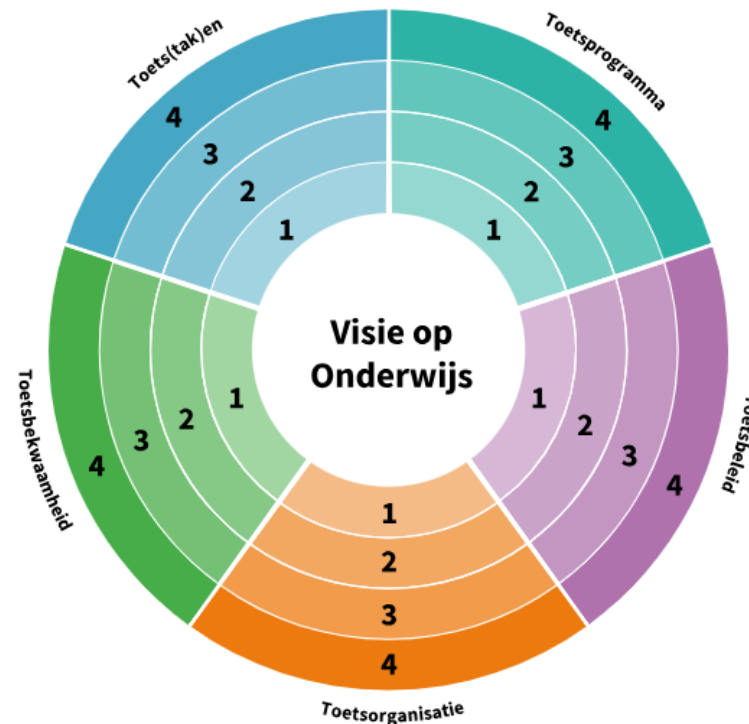 Toets(tak)en
Toetsprogramma
4
4
3
3
2
2
1
1
Visie op
Onderwijs
1
1
2
2
3
3
4
4
Toetsbekwaamheid
Toetsbeleid
1
2
3
4
Toetsorganisatie